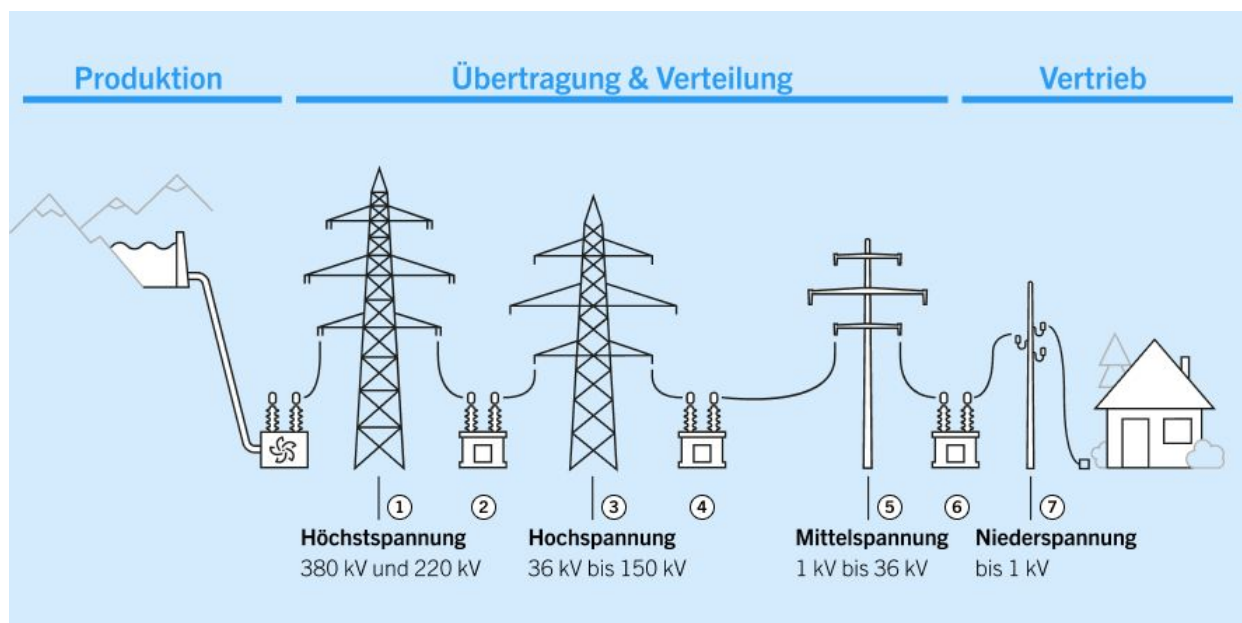 Produktion
Übertragung & Verteilung
Vertrieb
1
2
3
4
5
6
7
Höchstspannung
Hochspannung
Mittelspannung
Niederspannung
380 kV und 220 kV
36 kV bis 150 kV
1 kV bis 36 kV
bis 1 kV